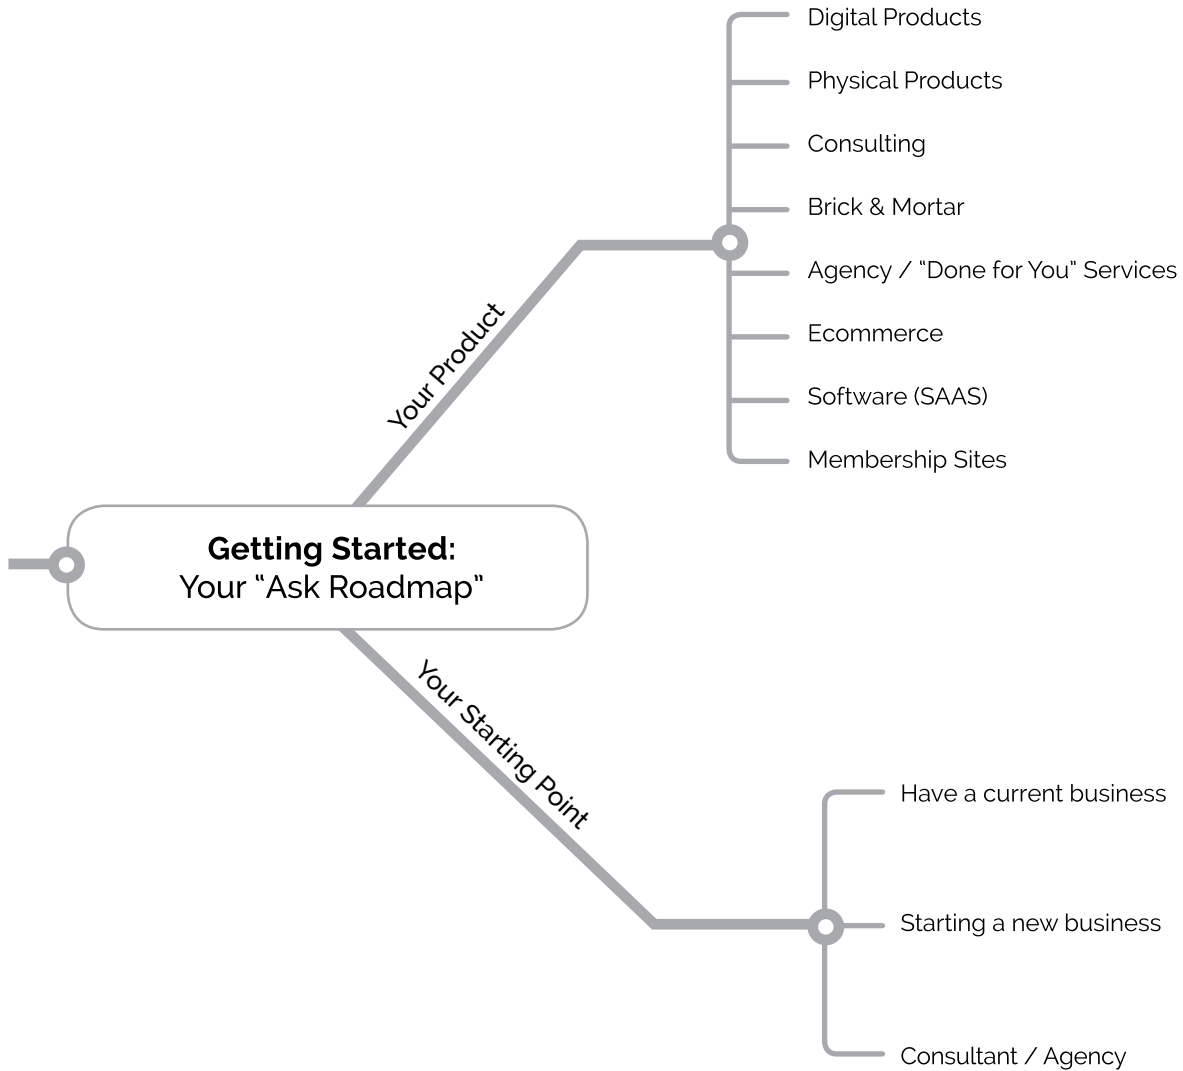 Digital Products
Physical Products
Consulting
Brick & Mortar
Agency / “Done for You” Services
Ecommerce
Software (SAAS)
Membership Sites
Your Product
Getting Started:
Your “Ask Roadmap”
Your Starting Point
Have a current business
Starting a new business
Consultant / Agency